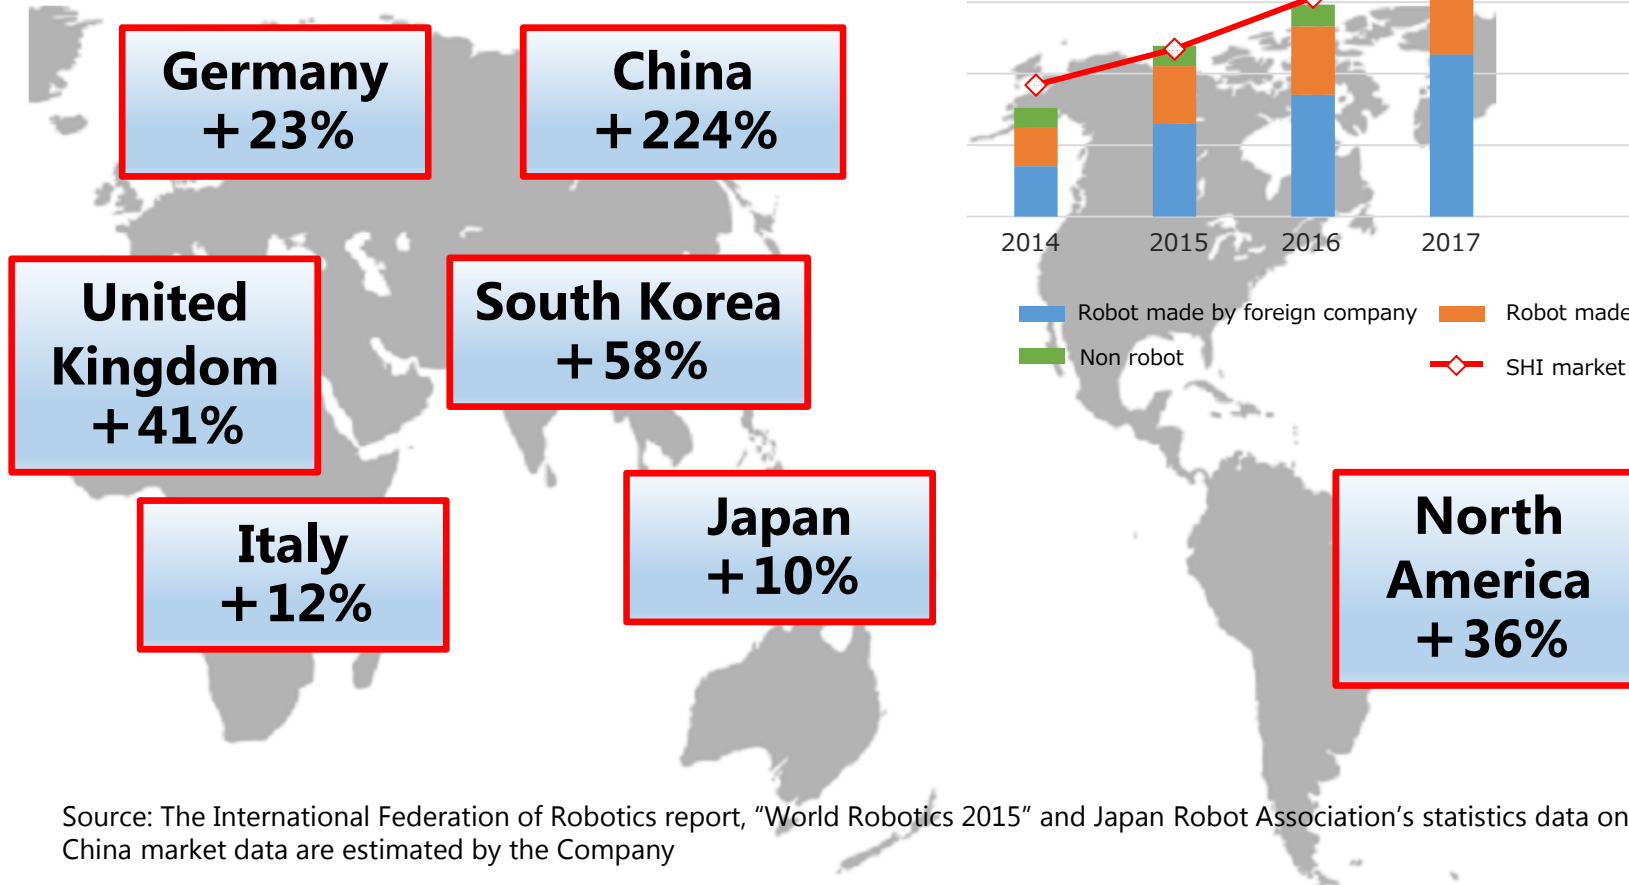 Germany
+23%
China
+224%
2014
2015
2016
2017
United
Kingdom
+41%
South Korea
+58%
Robot made by foreign company
Robot made
Non robot
SHI market
Italy
+12%
Japan
+10%
North
America
+36%
Source: The International Federation of Robotics report, “World Robotics 2015” and Japan Robot Association’s statistics data on
China market data are estimated by the Company